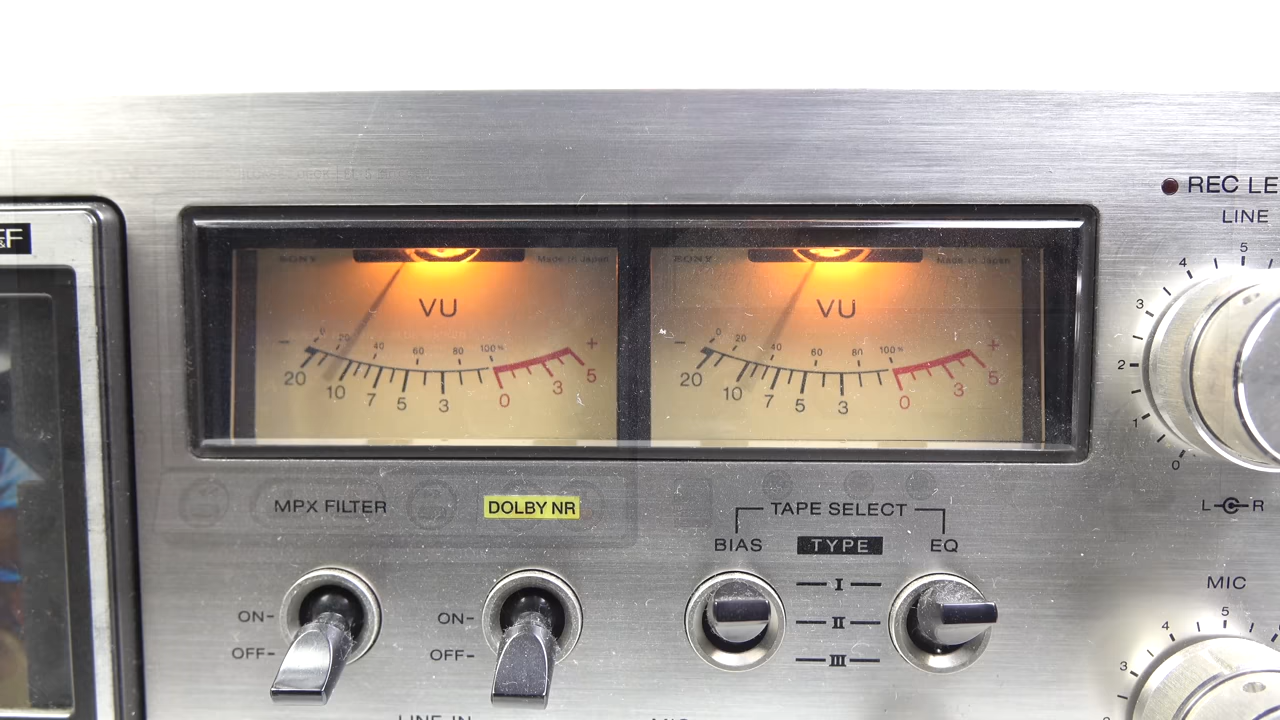 REC LE
LINE
5
4
3
2
1
0
L R
F
&
SONY
Made in Japan
VU
- 0 20 40 60 80 100% +
20 10 7 5 3 0 3 5
SONY
Made in Japan
VU
- 0 20 40 60 80 100% +
20 10 7 5 3 0 3 5
MPX FILTER
DOLBY NR
TAPE SELECT
BIAS TYPE EQ
I
II
III
ON-
OFF-
ON-
OFF-
MIC
5
4
3
LINE IN
MIC